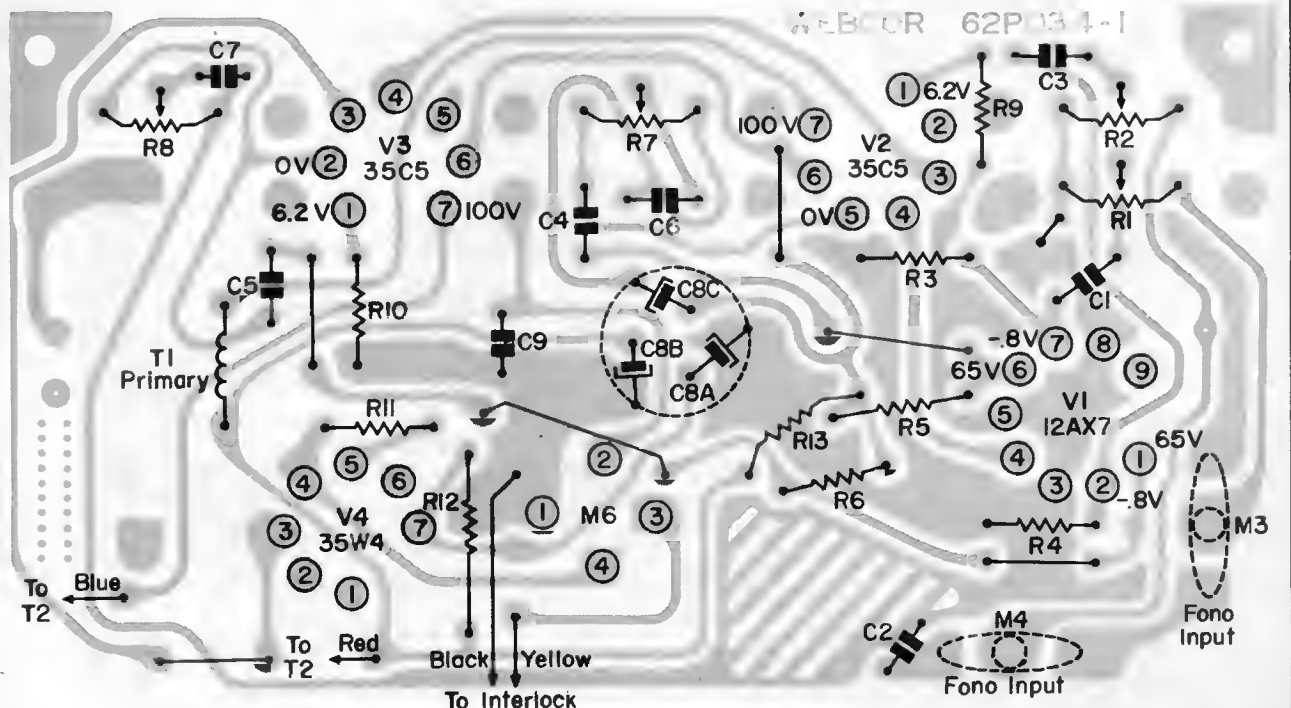 WEBCOR 62P034-1
C7
C3
3 4 5
1 6.2V
R9
2
R8
V3
35C5
R7
100V 7
V2
35C5
R2
0V 2
6
6
3
6.2V 1
7 100V
C4
C6
0V 5 4
R1
C5
R3
C1
R10
C8C
T1
Primary
C9
C8B
C8A
-.8V 7 8
65V 6
9
R11
R13
R5
5
V1
12AX7
4 5 6
2
4
1 65V
R12
R6
3 2 -.8V
3
V4
35W4
7
1 M6 3
R4
M3
2
1
4
To
T2
Blue
Fono
Input
To
T2
Red
Black
Yellow
C2
M4
To Interlock
Fono Input